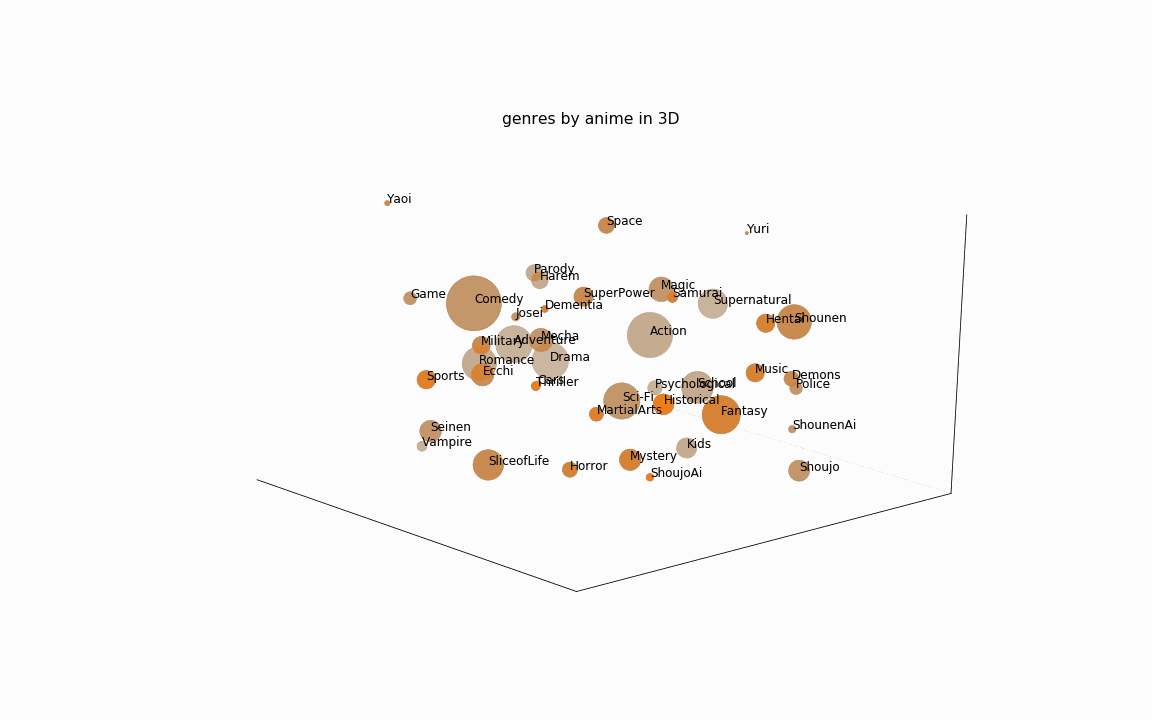 genres by anime in 3D
Yaoi
Space
Yuri
Parody
Harem
Magic
Game
SuperPower
Samurai
Comedy
Supernatural
Dementia
Josei
Hentai
Shounen
Action
Military
Adventure
Mecha
Romance
Drama
Ecchi
Music
Sports
Cars
Thriller
Psychological
School
Demons
Police
Sci-Fi
Historical
MartialArts
Fantasy
Seinen
ShounenAi
Vampire
Kids
SliceofLife
Mystery
Horror
ShoujoAi
Shoujo